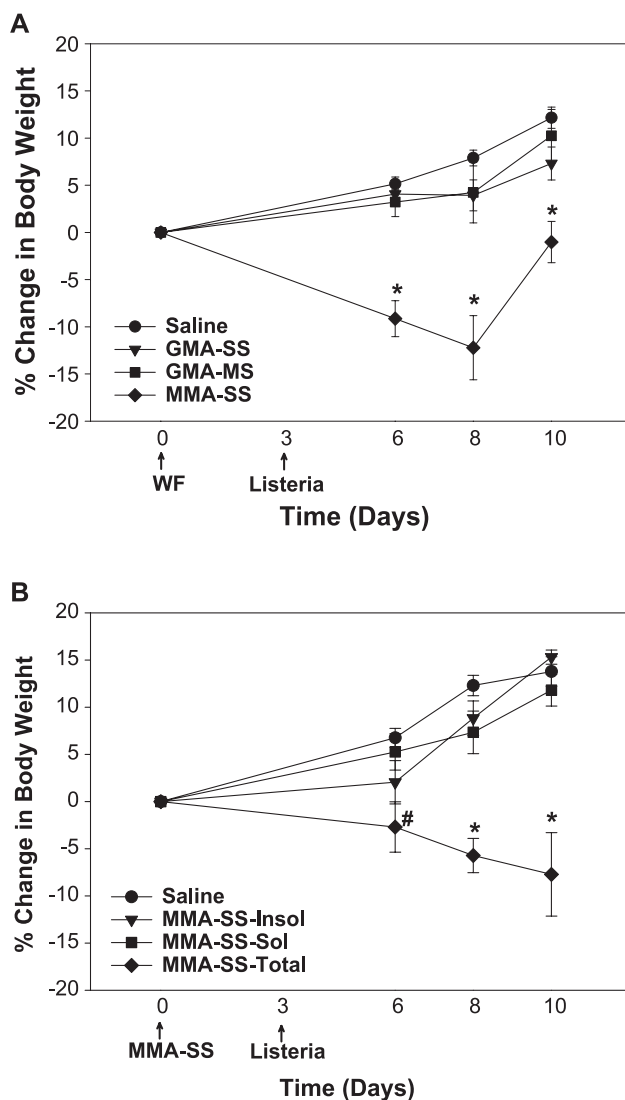 A
20
15
10
5
0
-5
-10
-15
-20
% Change in Body Weight
*
*
*
Saline
GMA-SS
GMA-MS
MMA-SS
0 3 6 8 10
WF Listeria
Time (Days)
B
20
15
10
5
0
-5
-10
-15
-20
% Change in Body Weight
#
*
*
Saline
MMA-SS-Insol
MMA-SS-Sol
MMA-SS-Total
0 3 6 8 10
MMA-SS Listeria
Time (Days)